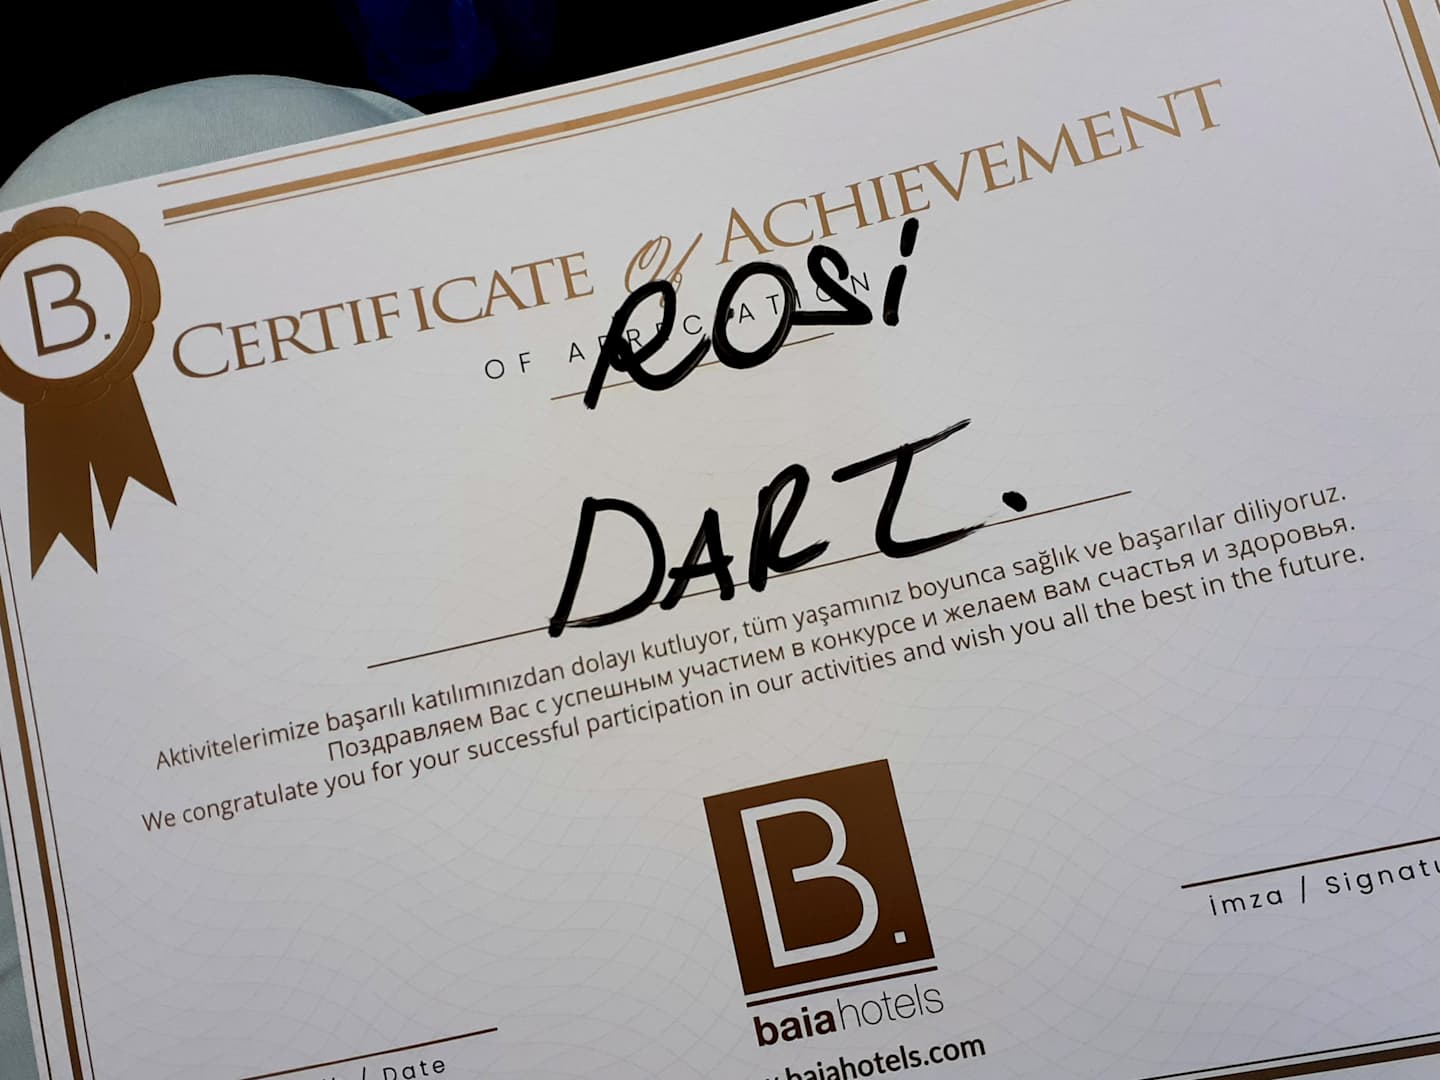 B.
CERTIFICATE Of ACHIEVEMENT
OF
ROSi
DART.
Aktivitelerimize başarılı katılımınızdan dolayı kutluyor, tüm yaşamınız boyunca sağlık ve başarılar diliyoruz.
Поздравляем Вас с успешным участием в конкурсе и желаем вам счастья и здоровья.
We congratulate you for your successful participation in our activities and wish you all the best in the future.
B.
baiahotels
baiahotels.com
/ Date
İmza / Signatu